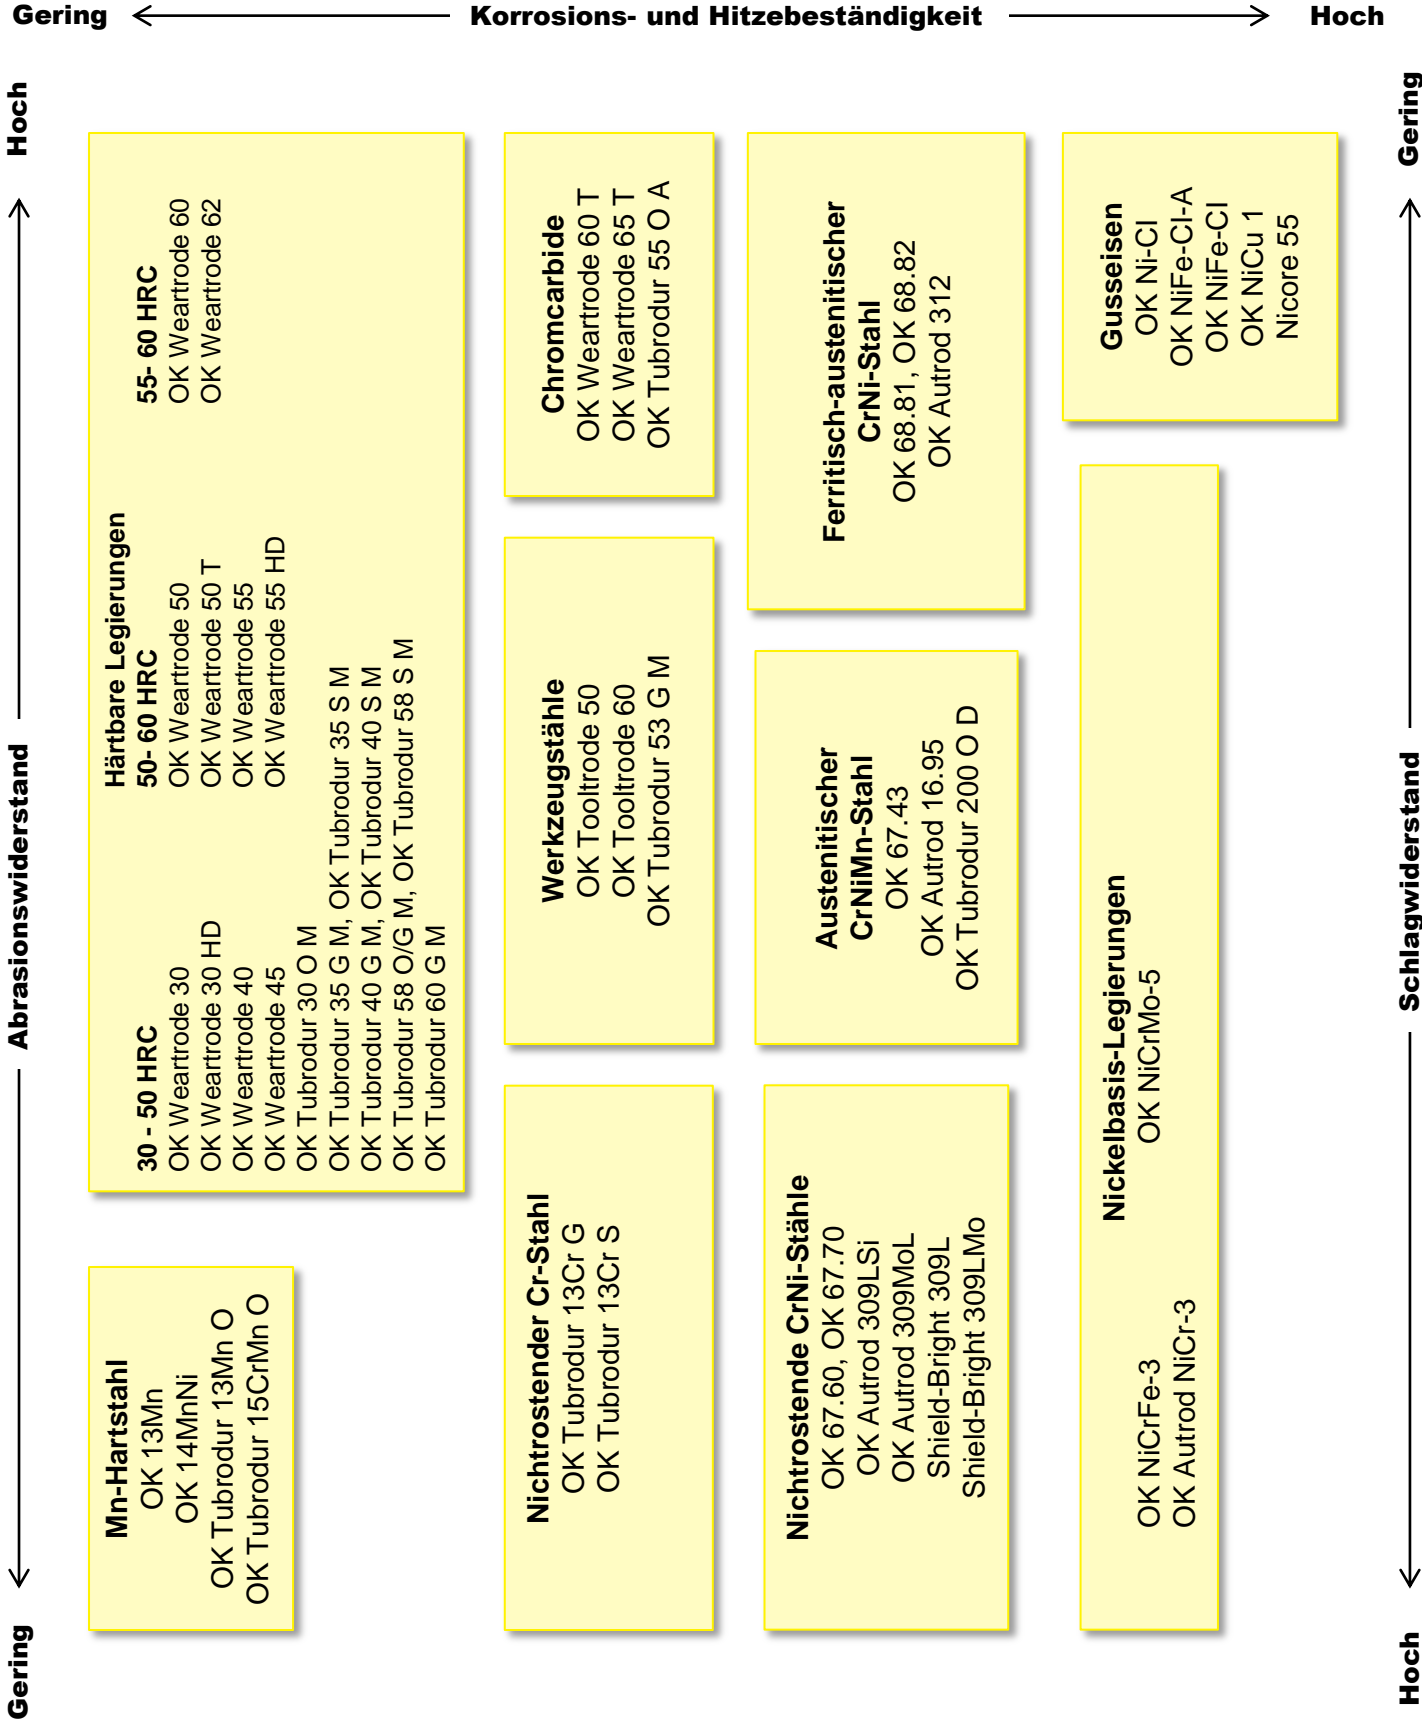 Gering
Korrosions- und Hitzebeständigkeit
Hoch
Gering
Abrasionswiderstand
Hoch
Mn-Hartstahl
OK 13Mn
OK 14MnNi
OK Tubrodur 13Mn O
OK Tubrodur 15CrMn O
Härtbare Legierungen
30 - 50 HRC
OK Weartrode 30
OK Weartrode 30 HD
OK Weartrode 40
OK Weartrode 45
OK Tubrodur 30 O M
OK Tubrodur 35 G M, OK Tubrodur 35 S M
OK Tubrodur 40 G M, OK Tubrodur 40 S M
OK Tubrodur 58 O/G M, OK Tubrodur 58 S M
OK Tubrodur 60 G M
50- 60 HRC
OK Weartrode 50
OK Weartrode 50 T
OK Weartrode 55
OK Weartrode 55 HD
55- 60 HRC
OK Weartrode 60
OK Weartrode 62
Nichtrostender Cr-Stahl
OK Tubrodur 13Cr G
OK Tubrodur 13Cr S
Werkzeugstähle
OK Tooltrode 50
OK Tooltrode 60
OK Tubrodur 53 G M
Chromcarbide
OK Weartrode 60 T
OK Weartrode 65 T
OK Tubrodur 55 O A
Nichtrostende CrNi-Stähle
OK 67.60, OK 67.70
OK Autrod 309LSi
OK Autrod 309MoL
Shield-Bright 309L
Shield-Bright 309LMo
Austenitischer
CrNiMn-Stahl
OK 67.43
OK Autrod 16.95
OK Tubrodur 200 O D
Ferritisch-austenitischer
CrNi-Stahl
OK 68.81, OK 68.82
OK Autrod 312
Nickelbasis-Legierungen
OK NiCrFe-3
OK NiCrMo-5
OK Autrod NiCr-3
Gusseisen
OK Ni-CI
OK NiFe-CI-A
OK NiFe-CI
OK NiCu 1
Nicore 55
Hoch
Schlagwiderstand
Gering